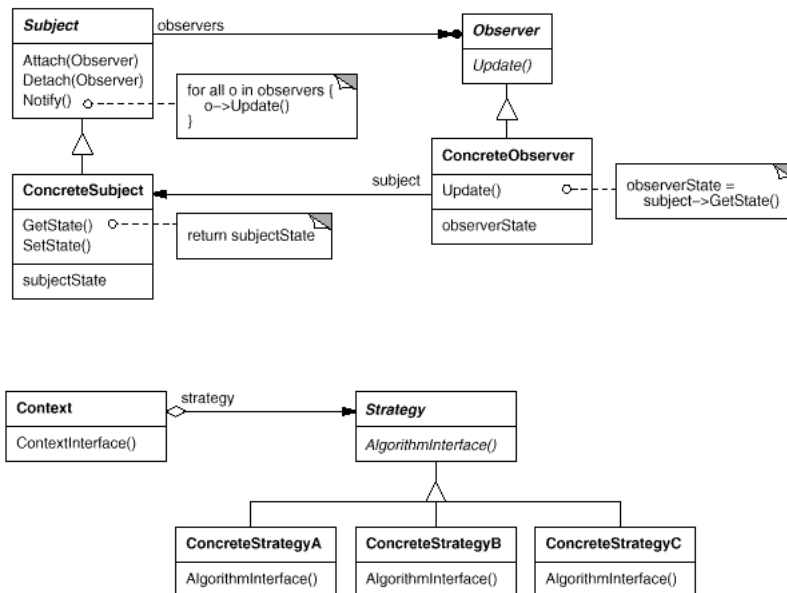 Subject
observers
Observer
Attach(Observer)
Detach(Observer)
Notify()
Update()
for all o in observers {
o->Update()
}
ConcreteSubject
GetState()
SetState()
subjectState
return subjectState
subject
ConcreteObserver
Update()
observerState
observerState =
subject->GetState()
Context
ContextInterface()
strategy
Strategy
AlgorithmInterface()
ConcreteStrategyA
AlgorithmInterface()
ConcreteStrategyB
AlgorithmInterface()
ConcreteStrategyC
AlgorithmInterface()